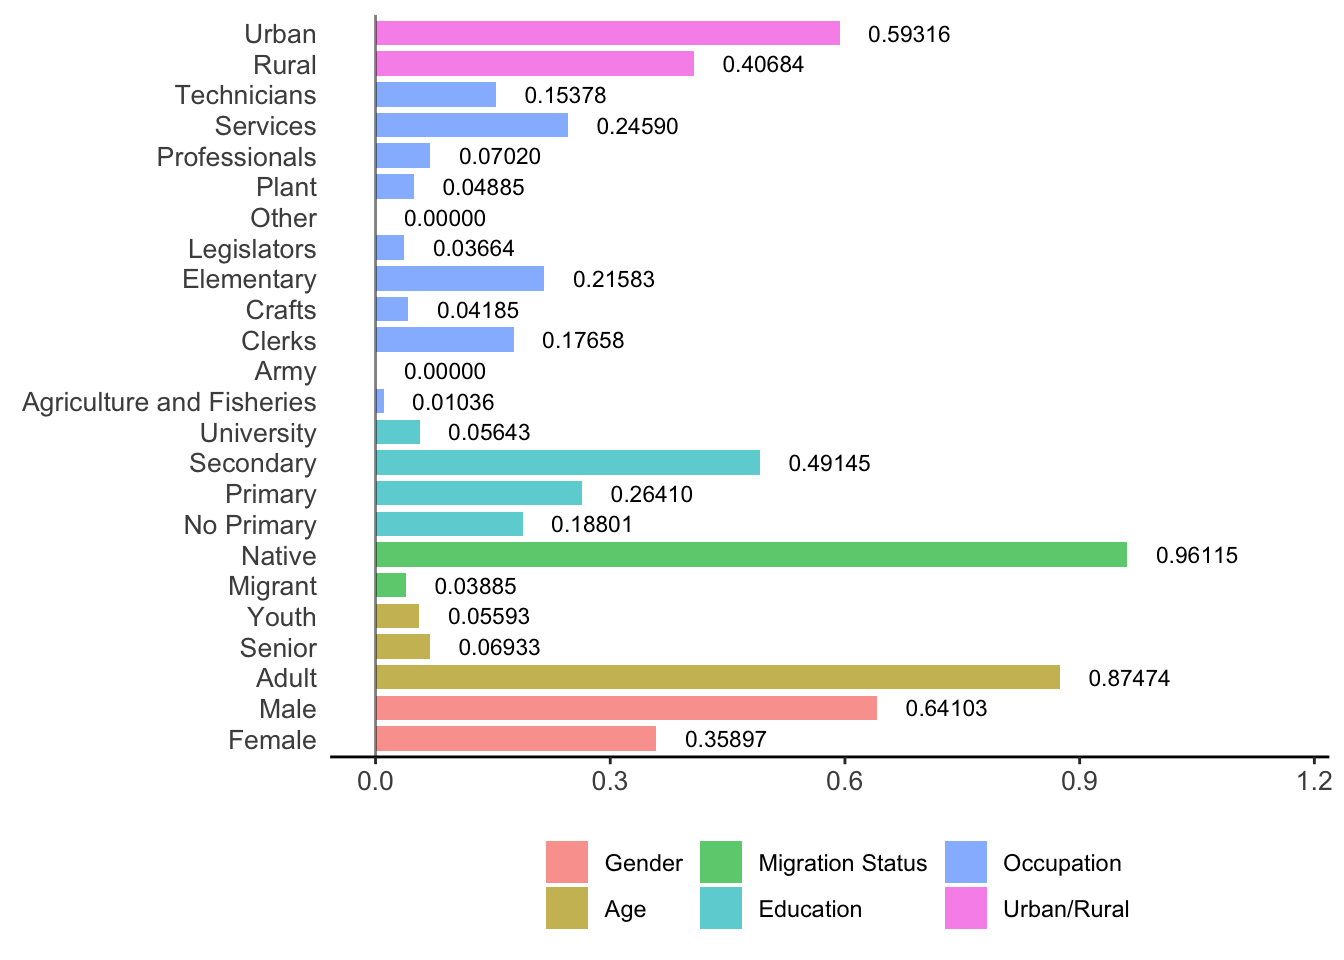 Urban 0.59316
Rural 0.40684
Technicians 0.15378
Services 0.24590
Professionals 0.07020
Plant 0.04885
Other 0.00000
Legislators 0.03664
Elementary 0.21583
Crafts 0.04185
Clerks 0.17658
Army 0.00000
Agriculture and Fisheries 0.01036
University 0.05643
Secondary 0.49145
Primary 0.26410
No Primary 0.18801
Native 0.96115
Migrant 0.03885
Youth 0.05593
Senior 0.06933
Adult 0.87474
Male 0.64103
Female 0.35897
0.0 0.3 0.6 0.9 1.2
Gender Migration Status Occupation
Age Education Urban/Rural